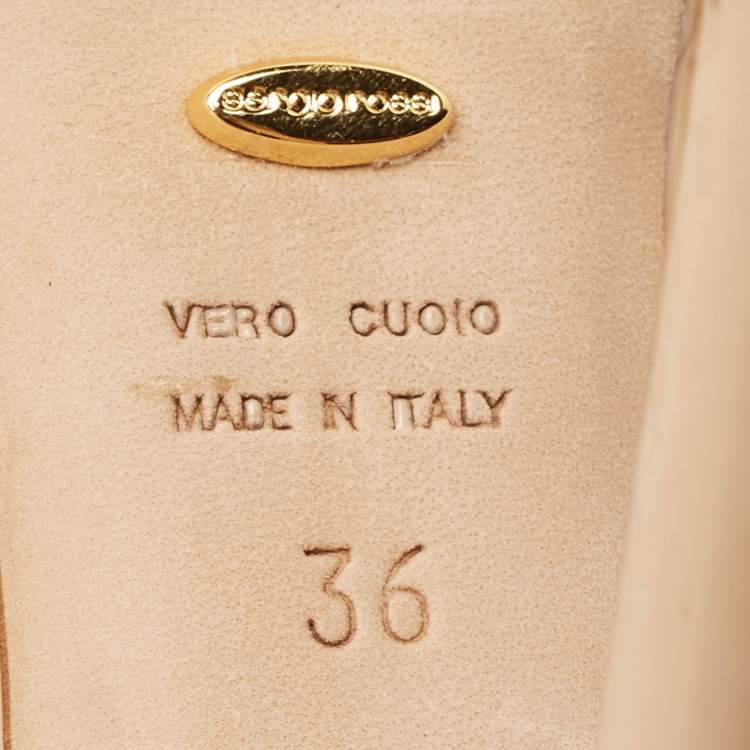 sergio rossi
VERO CUOIO
MADE IN ITALY
36